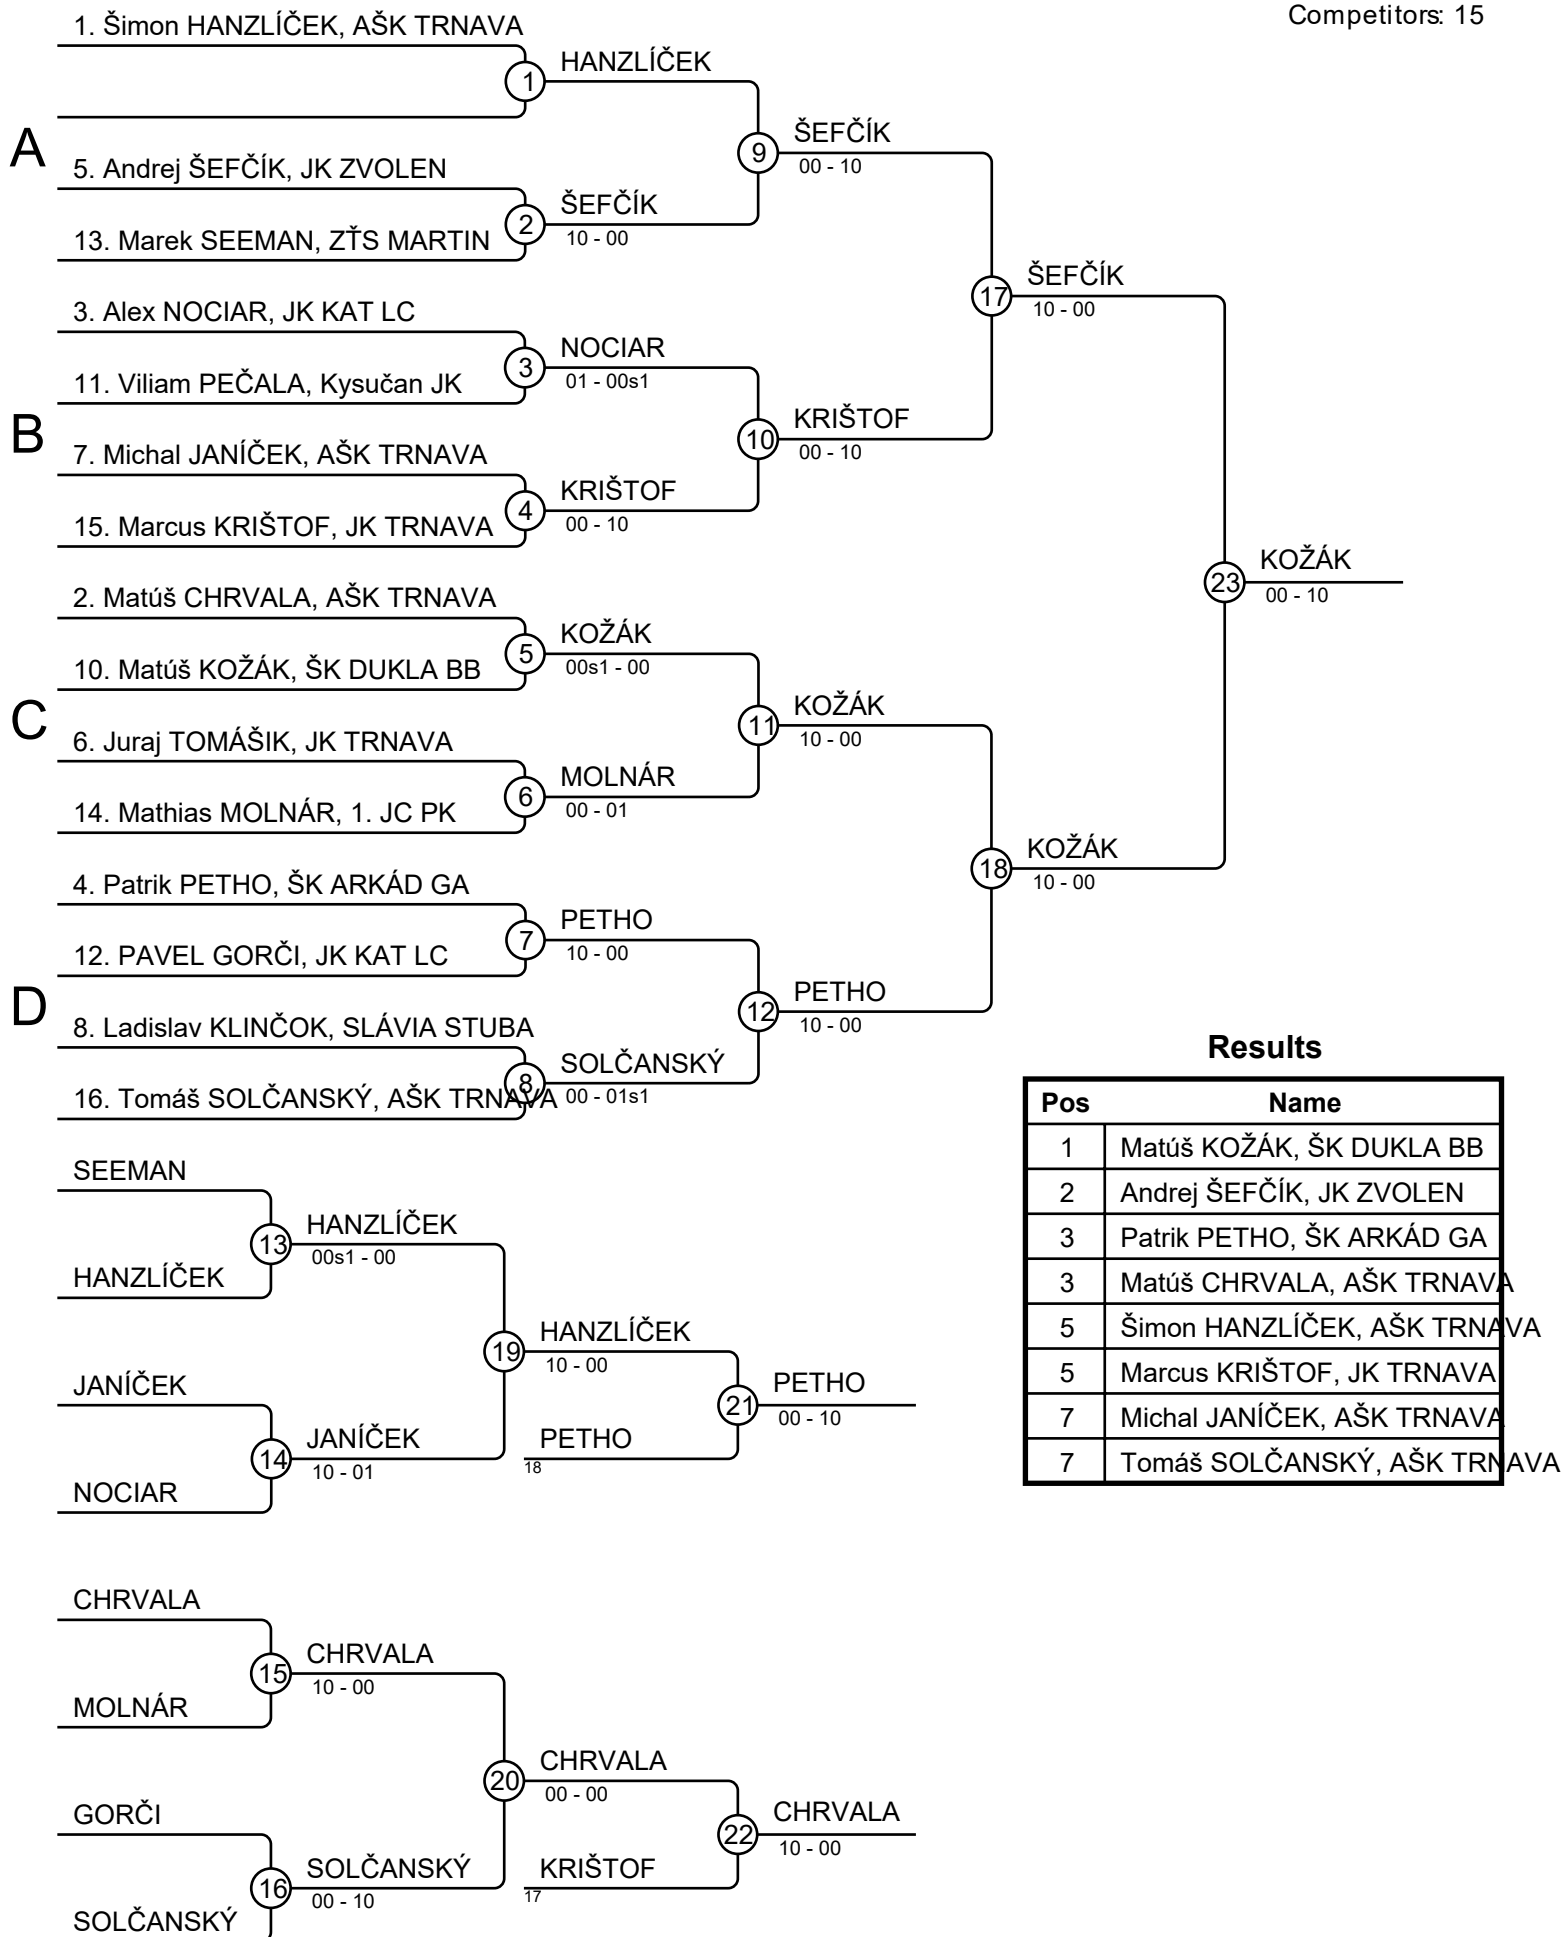 Competitors: 15
1. Šimon HANZLÍČEK, AŠK TRNAVA
HANZLÍČEK
1
A
ŠEFČÍK
9
00 - 10
5. Andrej ŠEFČÍK, JK ZVOLEN
ŠEFČÍK
2
10 - 00
13. Marek SEEMAN, ZŤS MARTIN
ŠEFČÍK
17
10 - 00
3. Alex NOCIAR, JK KAT LC
NOCIAR
3
01 - 00s1
11. Viliam PEČALA, Kysučan JK
B
KRIŠTOF
10
00 - 10
7. Michal JANÍČEK, AŠK TRNAVA
KRIŠTOF
4
00 - 10
15. Marcus KRIŠTOF, JK TRNAVA
KOŽÁK
23
00 - 10
2. Matúš CHRVALA, AŠK TRNAVA
KOŽÁK
5
00s1 - 00
10. Matúš KOŽÁK, ŠK DUKLA BB
C
KOŽÁK
11
10 - 00
6. Juraj TOMÁŠIK, JK TRNAVA
MOLNÁR
6
00 - 01
14. Mathias MOLNÁR, 1. JC PK
KOŽÁK
18
10 - 00
4. Patrik PETHO, ŠK ARKÁD GA
PETHO
7
10 - 00
12. PAVEL GORČI, JK KAT LC
D
PETHO
12
10 - 00
8. Ladislav KLINČOK, SLÁVIA STUBA
SOLČANSKÝ
8
00 - 01s1
16. Tomáš SOLČANSKÝ, AŠK TRNAVA
Results
Pos Name
1 Matúš KOŽÁK, ŠK DUKLA BB
2 Andrej ŠEFČÍK, JK ZVOLEN
3 Patrik PETHO, ŠK ARKÁD GA
3 Matúš CHRVALA, AŠK TRNAVA
5 Šimon HANZLÍČEK, AŠK TRNAVA
5 Marcus KRIŠTOF, JK TRNAVA
7 Michal JANÍČEK, AŠK TRNAVA
7 Tomáš SOLČANSKÝ, AŠK TRNAVA
SEEMAN
HANZLÍČEK
13
00s1 - 00
HANZLÍČEK
HANZLÍČEK
19
10 - 00
JANÍČEK
PETHO
21
00 - 10
JANÍČEK
14
10 - 01
PETHO
18
NOCIAR
CHRVALA
CHRVALA
15
10 - 00
MOLNÁR
CHRVALA
20
00 - 00
GORČI
CHRVALA
22
10 - 00
SOLČANSKÝ
16
00 - 10
KRIŠTOF
17
SOLČANSKÝ